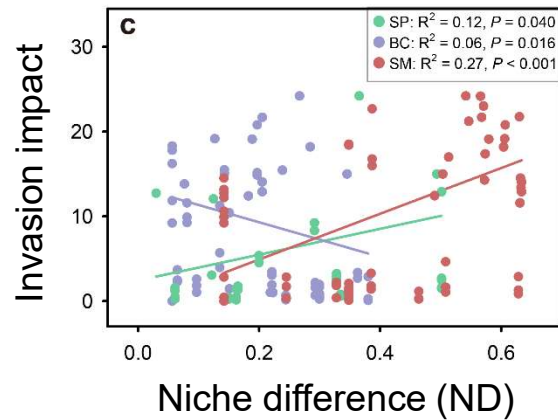 c
SP: R² = 0.12, P = 0.040
BC: R² = 0.06, P = 0.016
SM: R² = 0.27, P < 0.001
Invasion impact
30
20
10
0
0.0 0.2 0.4 0.6
Niche difference (ND)